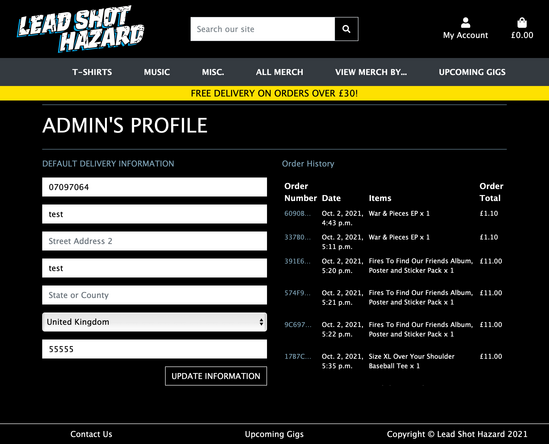 LEAD SHOT
HAZARD
Search our site
My Account
£0.00
T-SHIRTS
MUSIC
MISC.
ALL MERCH
VIEW MERCH BY...
UPCOMING GIGS
FREE DELIVERY ON ORDERS OVER £30!
ADMIN'S PROFILE
DEFAULT DELIVERY INFORMATION
07097064
test
Street Address 2
test
State or County
United Kingdom
55555
UPDATE INFORMATION
Order History
Order Number Date Items Order Total
60908... Oct. 2, 2021, 4:43 p.m. War & Pieces EP x 1 £1.10
33780... Oct. 2, 2021, 5:11 p.m. War & Pieces EP x 1 £1.10
391E6... Oct. 2, 2021, 5:20 p.m. Fires To Find Our Friends Album, Poster and Sticker Pack x 1 £11.00
574F9... Oct. 2, 2021, 5:21 p.m. Fires To Find Our Friends Album, Poster and Sticker Pack x 1 £11.00
9C697... Oct. 2, 2021, 5:22 p.m. Fires To Find Our Friends Album, Poster and Sticker Pack x 1 £11.00
17B7C... Oct. 2, 2021, 5:35 p.m. Size XL Over Your Shoulder Baseball Tee x 1 £11.00
Contact Us
Upcoming Gigs
Copyright © Lead Shot Hazard 2021